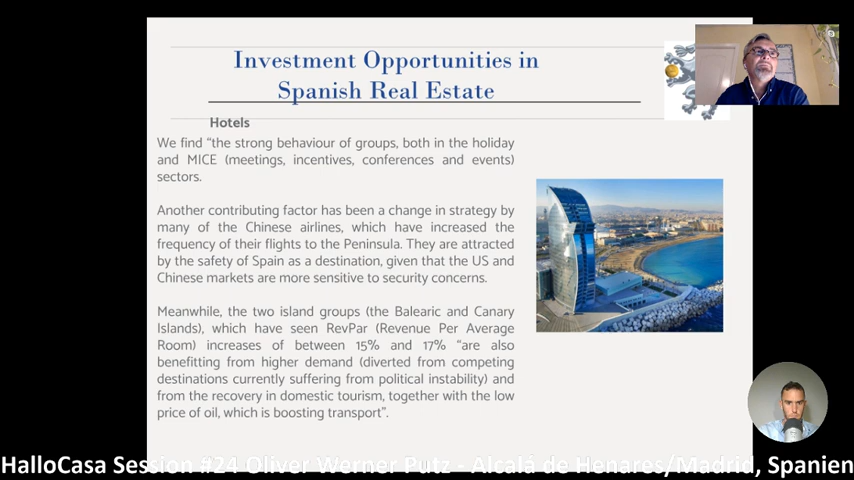 Investment Opportunities in
Spanish Real Estate
Hotels
We find “the strong behaviour of groups, both in the holiday
and MICE (meetings, incentives, conferences and events)
sectors.
Another contributing factor has been a change in strategy by
many of the Chinese airlines, which have increased the
frequency of their flights to the Peninsula. They are attracted
by the safety of Spain as a destination, given that the US and
Chinese markets are more sensitive to security concerns.
Meanwhile, the two island groups (the Balearic and Canary
Islands), which have seen RevPar (Revenue Per Average
Room) increases of between 15% and 17% “are also
benefitting from higher demand (diverted from competing
destinations currently suffering from political instability) and
from the recovery in domestic tourism, together with the low
price of oil, which is boosting transport”.
HalloCasa Session #24 Oliver Werner Putz - Alcalá de Henares/Madrid, Spanien